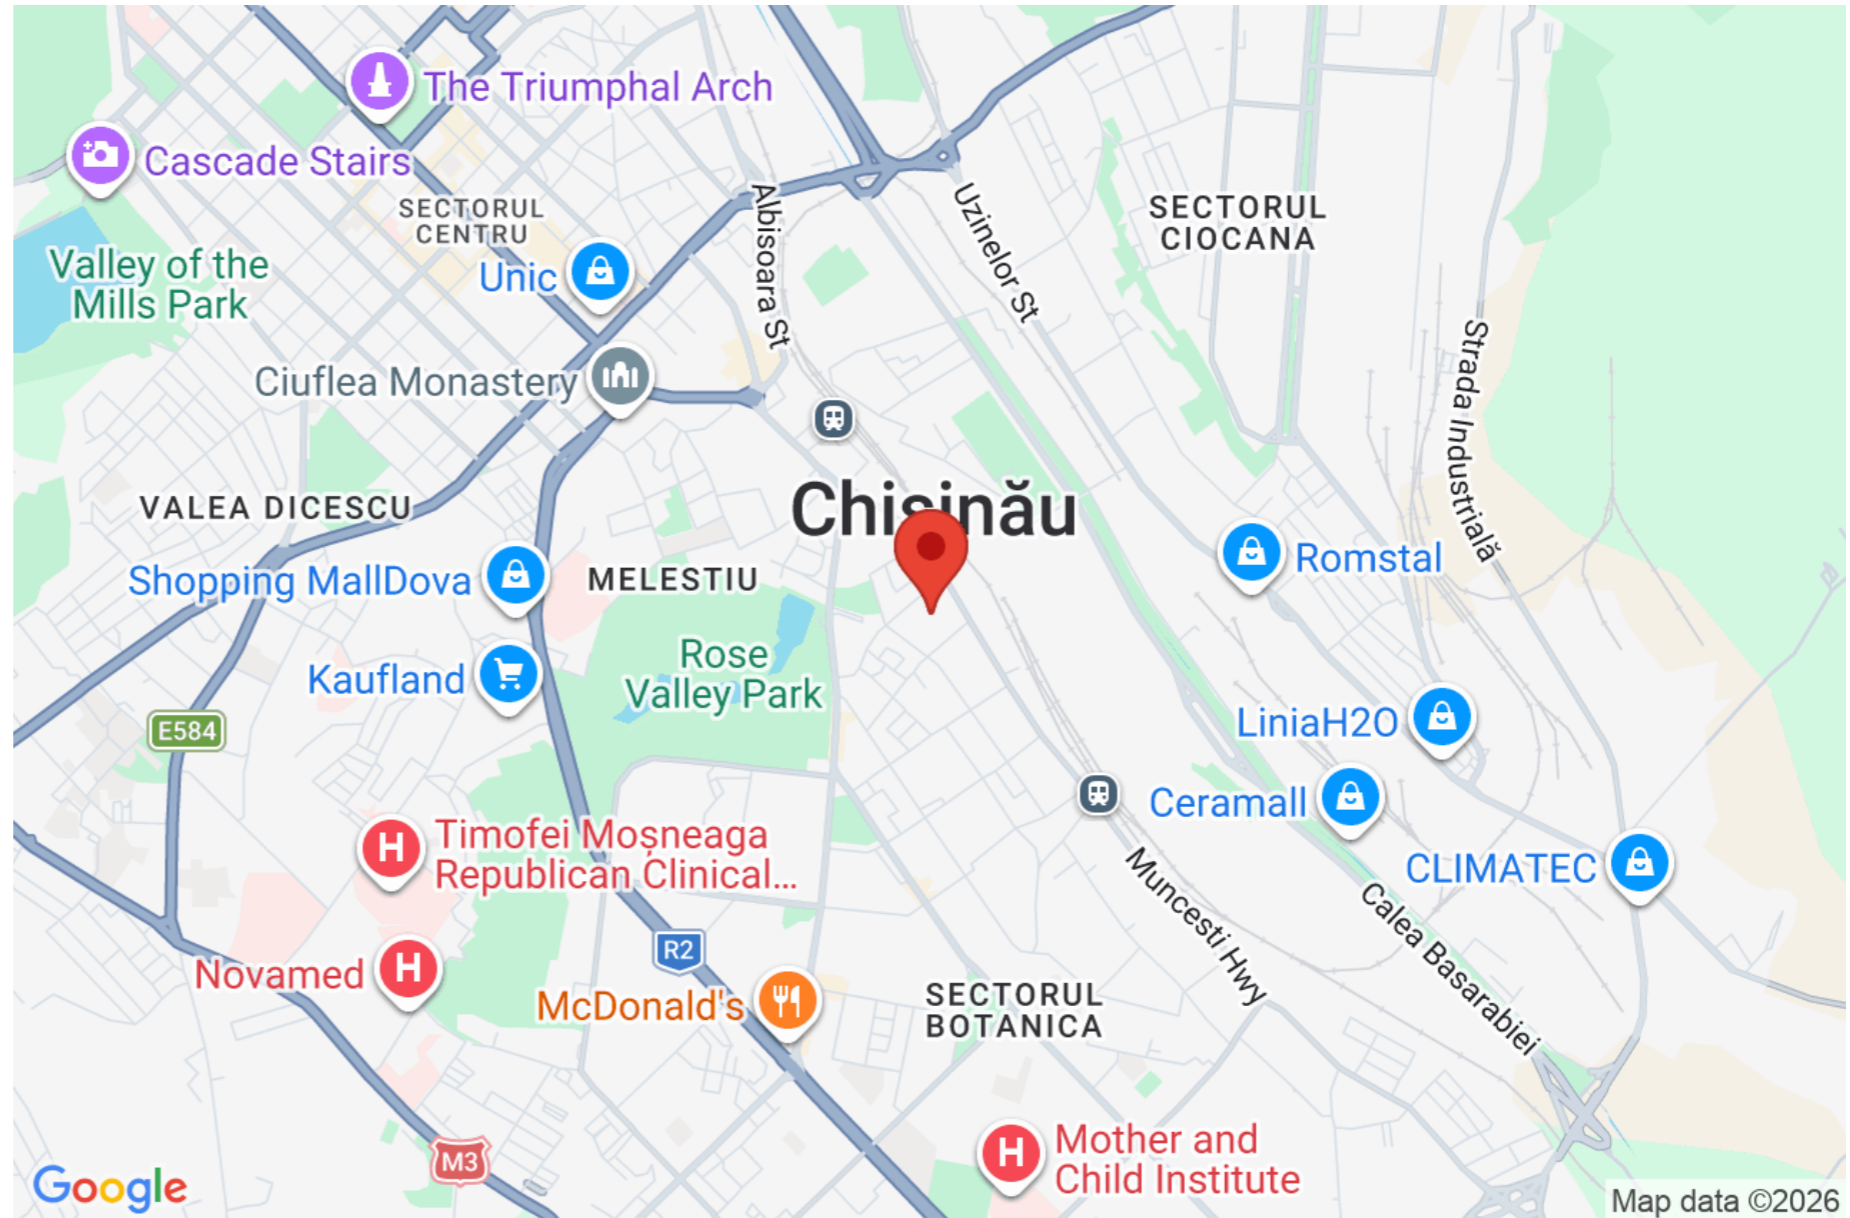 The Triumphal Arch
Cascade Stairs
SECTORUL
CENTRU
Albisoara St
Uzinelor St
SECTORUL
CIOCANA
Valley of the
Mills Park
Unic
Strada Industrială
Ciuflea Monastery
Chișinău
VALEA DICESCU
Shopping MallDova
MELESTIU
Romstal
Rose
Valley Park
Kaufland
E584
LiniaH2O
Ceramall
Timofei Moșneaga
Republican Clinical...
CLIMATEC
Muncesti Hwy
Calea Basarabiei
R2
Novamed
McDonald's
SECTORUL
BOTANICA
Mother and
Child Institute
M3
Google
Map data ©2026